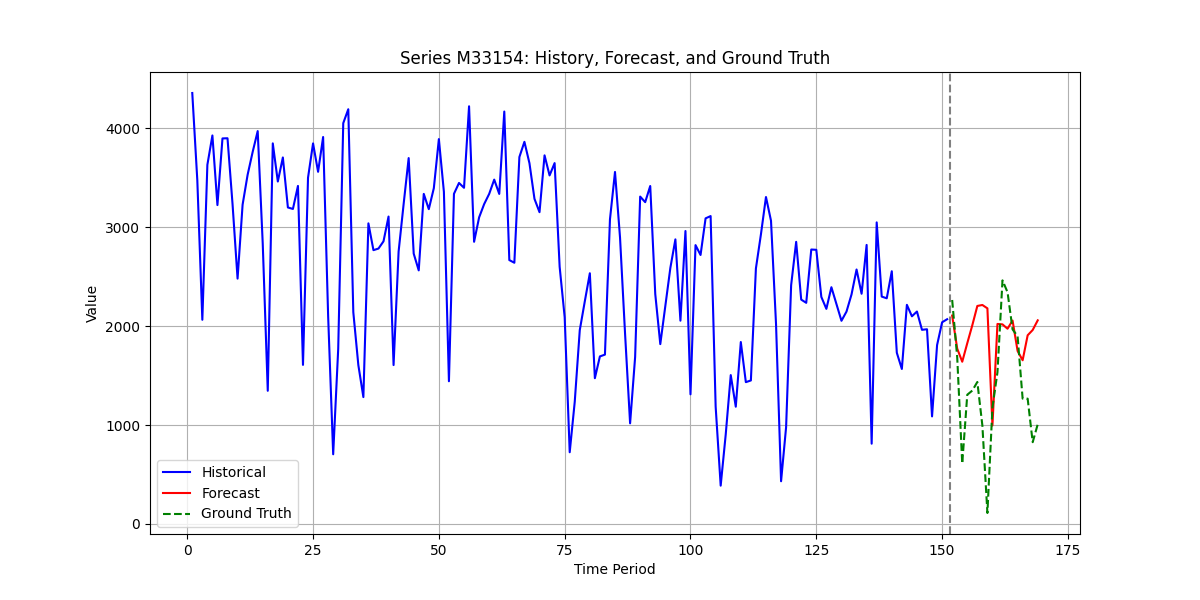 Series M33154: History, Forecast, and Ground Truth
Value
4000
3000
2000
1000
0
Historical
Forecast
Ground Truth
0 25 50 75 100 125 150 175
Time Period